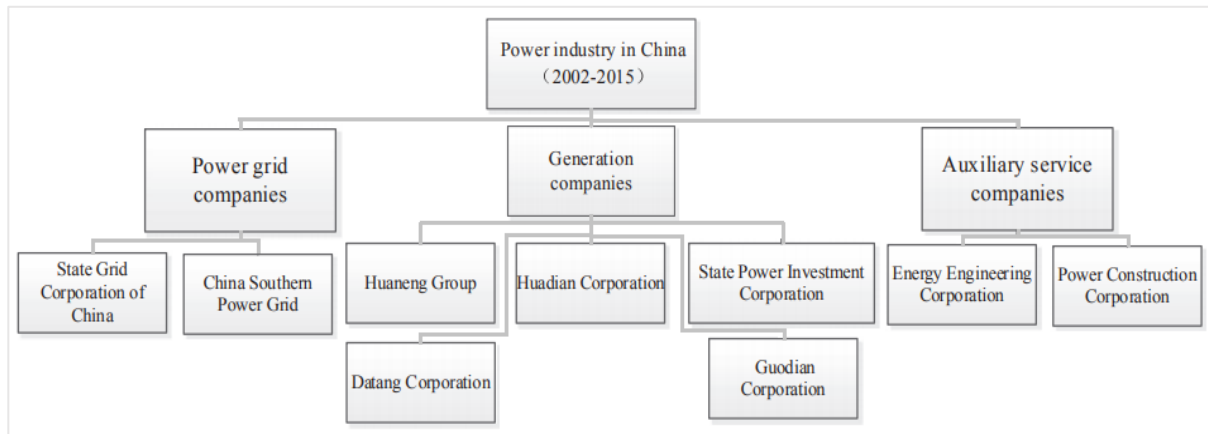 Power industry in China
（2002-2015）
Power grid
companies
Generation
companies
Auxiliary service
companies
State Grid
Corporation of
China
China Southern
Power Grid
Huaneng Group
Huadian Corporation
State Power Investment
Corporation
Energy Engineering
Corporation
Power Construction
Corporation
Datang Corporation
Guodian
Corporation